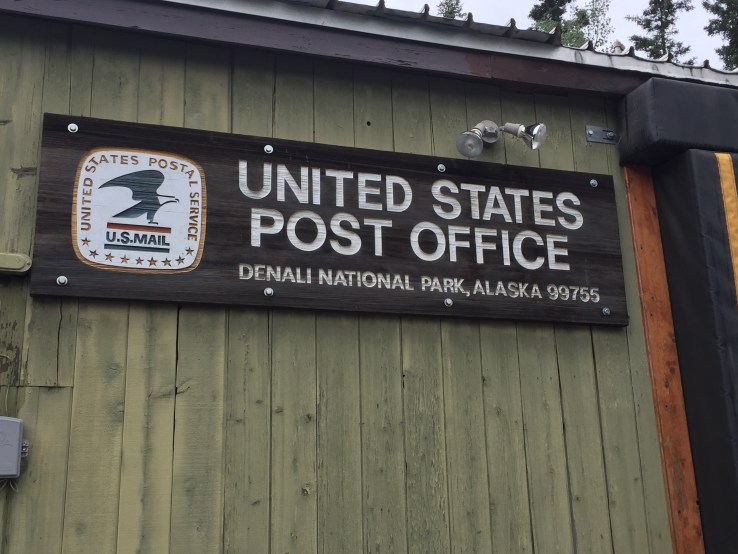 UNITED STATES POSTAL SERVICE
U.S.MAIL
UNITED STATES
POST OFFICE
DENALI NATIONAL PARK, ALASKA 99755